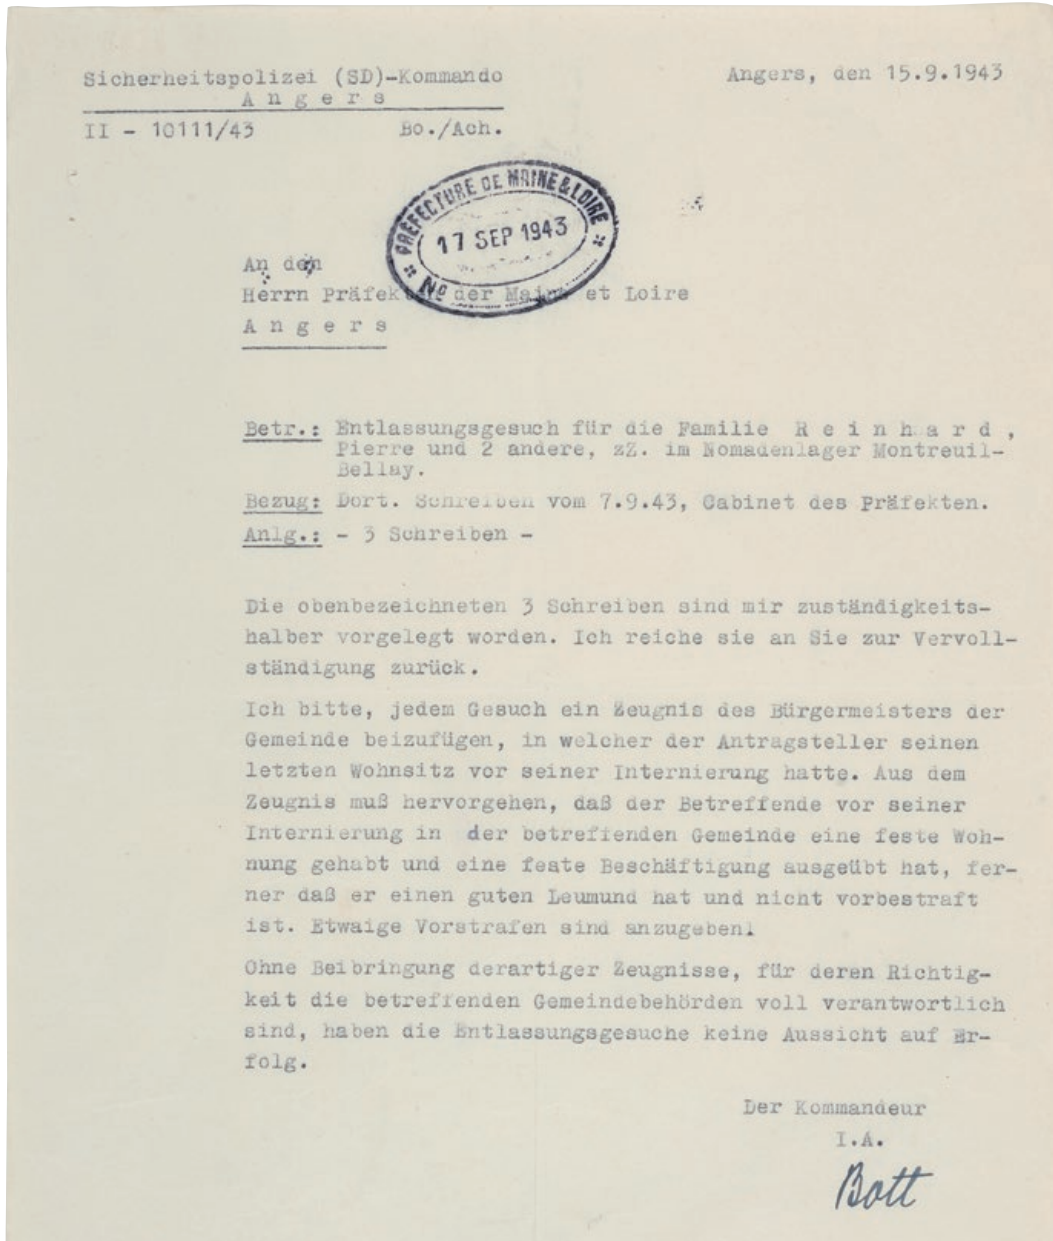 Sicherheitspolizei (SD)-Kommando
A n g e r s
Angers, den 15.9.1943
II - 10111/43 Bo./Ach.
PRÉFECTURE DE MAINE & LOIRE
17 SEP 1943
No
An den
Herrn Präfekten der Maine et Loire
A n g e r s
Betr.: Entlassungsgesuch für die Familie R e i n h a r d ,
Pierre und 2 andere, zZ. im Nomadenlager Montreuil-
Bellay.
Bezug: Dort. Schreiben vom 7.9.43, Cabinet des Präfekten.
Anlg.: - 3 Schreiben -
Die obenbezeichneten 3 Schreiben sind mir zuständigkeits-
halber vorgelegt worden. Ich reiche sie an Sie zur Vervoll-
ständigung zurück.
Ich bitte, jedem Gesuch ein Zeugnis des Bürgermeisters der
Gemeinde beizufügen, in welcher der Antragsteller seinen
letzten Wohnsitz vor seiner Internierung hatte. Aus dem
Zeugnis muß hervorgehen, daß der Betreffende vor seiner
Internierung in der betreffenden Gemeinde eine feste Woh-
nung gehabt und eine feste Beschäftigung ausgeübt hat, fer-
ner daß er einen guten Leumund hat und nicht vorbestraft
ist. Etwaige Vorstrafen sind anzugeben!
Ohne Beibringung derartiger Zeugnisse, für deren Richtig-
keit die betreffenden Gemeindebehörden voll verantwortlich
sind, haben die Entlassungsgesuche keine Aussicht auf Er-
folg.
Der Kommandeur
I.A.
Bott